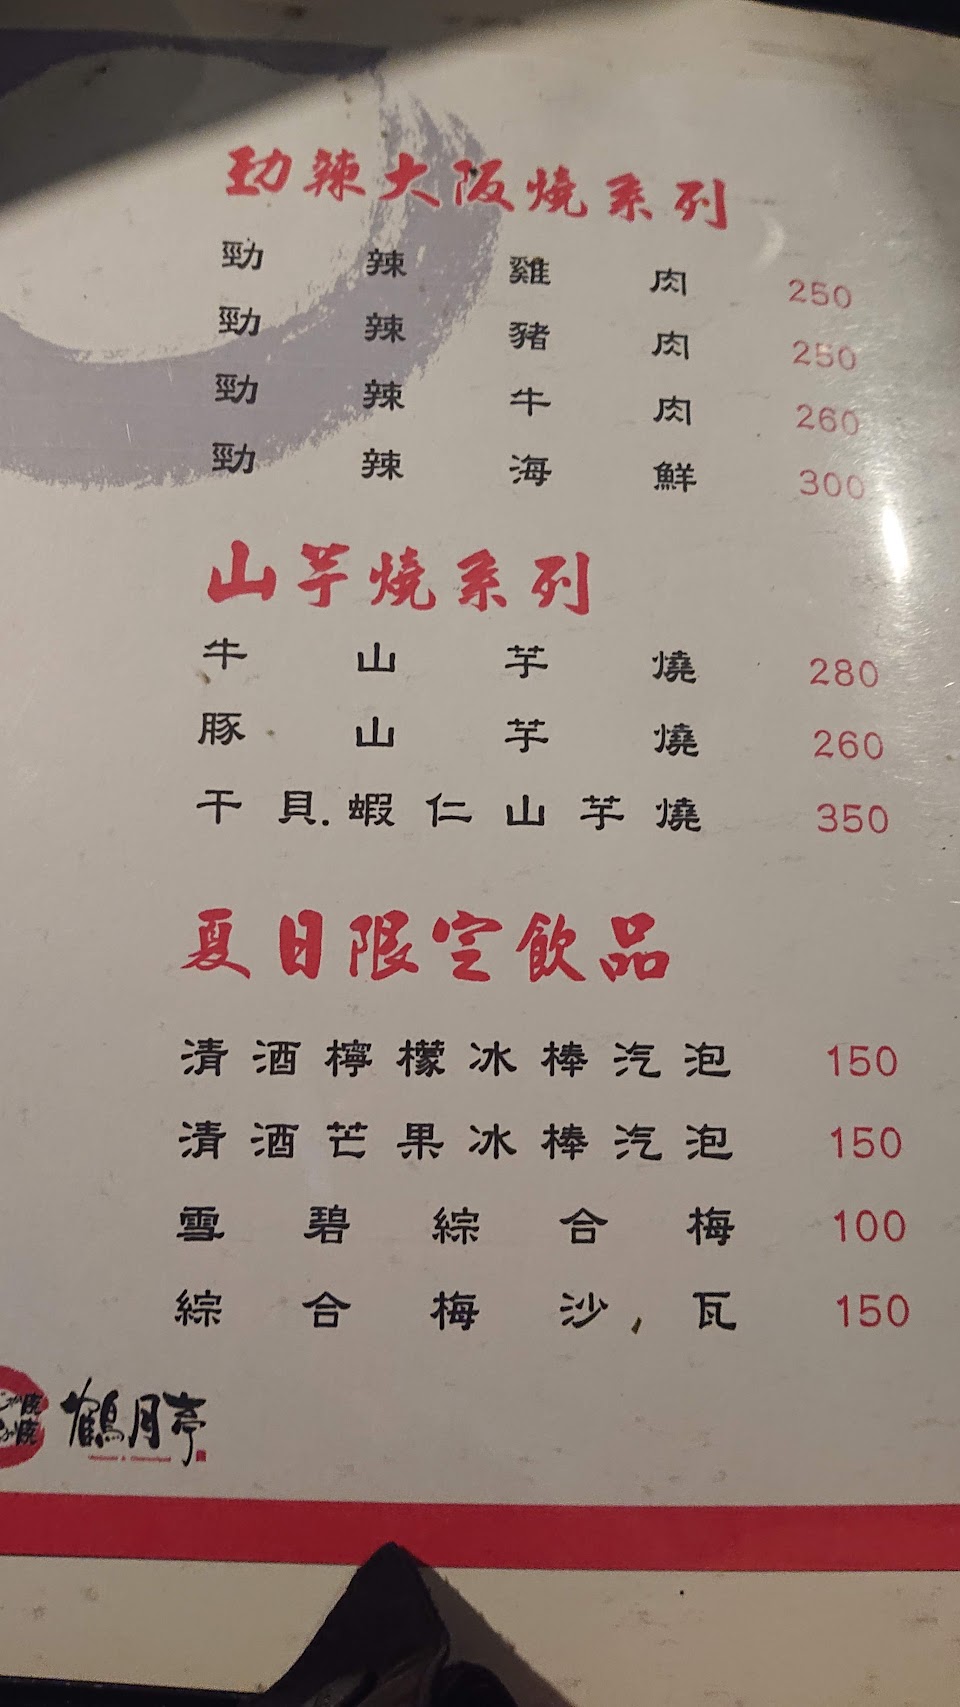 勁辣大阪燒系列
勁辣雞肉 250
勁辣豬肉 250
勁辣牛肉 260
勁辣海鮮 300
山芋燒系列
牛山芋燒 280
豚山芋燒 260
干貝.蝦仁山芋燒 350
夏日限定飲品
清酒檸檬冰棒汽泡 150
清酒芒果冰棒汽泡 150
雪碧綜合梅 100
綜合梅沙瓦 150
鶴月亭